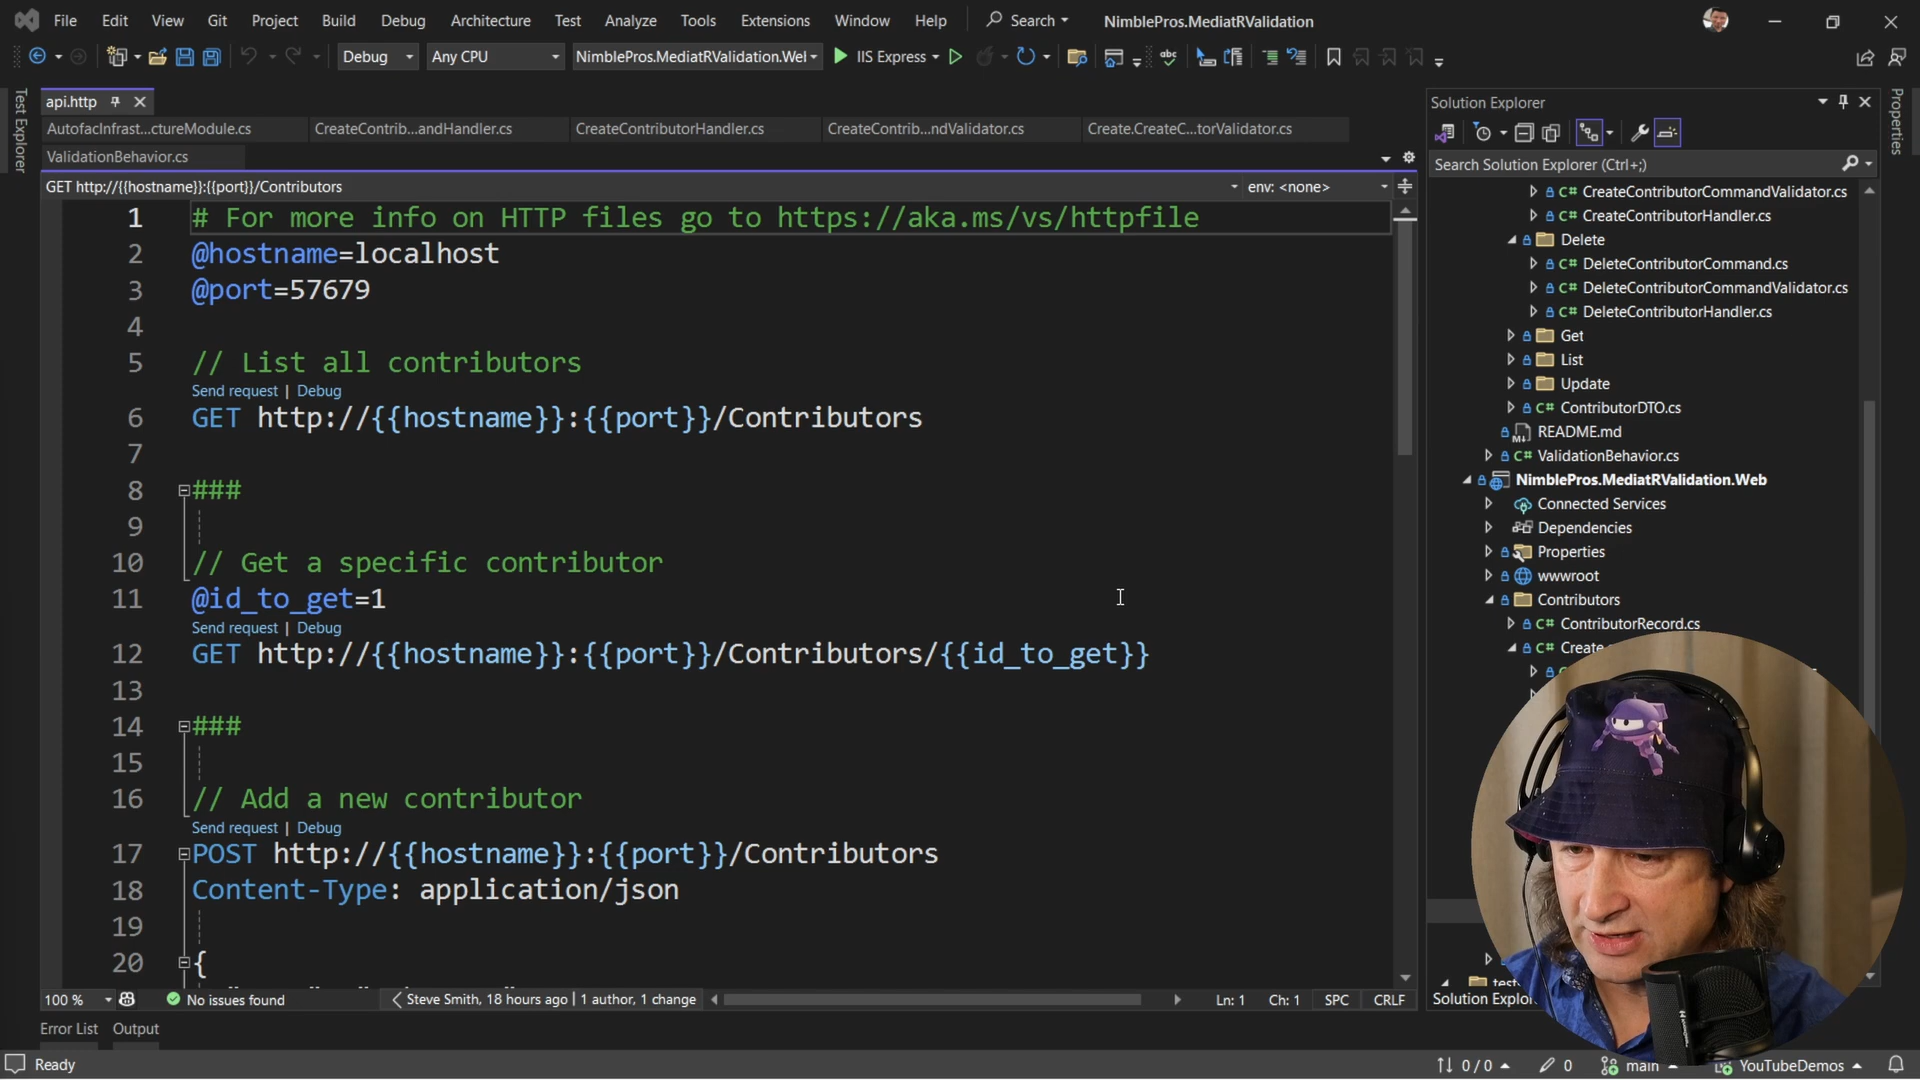 File Edit View Git Project Build Debug Architecture Test Analyze Tools Extensions Window Help Search NimblePros.MediatRValidation
Debug Any CPU NimblePros.MediatRValidation.Wel IIS Express
Test Explorer
api.http
AutofacInfrast...ctureModule.cs CreateContrib...andHandler.cs CreateContributorHandler.cs CreateContrib...ndValidator.cs Create.CreateC...torValidator.cs
ValidationBehavior.cs
GET http://{{hostname}}:{{port}}/Contributors env: <none>
1 # For more info on HTTP files go to https://aka.ms/vs/httpfile
2 @hostname=localhost
3 @port=57679
4
5 // List all contributors
Send request | Debug
6 GET http://{{hostname}}:{{port}}/Contributors
7
8 ###
9
10 // Get a specific contributor
11 @id_to_get=1
Send request | Debug
12 GET http://{{hostname}}:{{port}}/Contributors/{{id_to_get}}
13
14 ###
15
16 // Add a new contributor
Send request | Debug
17 POST http://{{hostname}}:{{port}}/Contributors
18 Content-Type: application/json
19
20 {
100 % No issues found Steve Smith, 18 hours ago | 1 author, 1 change Ln: 1 Ch: 1 SPC CRLF
Error List Output
Solution Explorer
Search Solution Explorer (Ctrl+;)
C# CreateContributorCommandValidator.cs
C# CreateContributorHandler.cs
Delete
C# DeleteContributorCommand.cs
C# DeleteContributorCommandValidator.cs
C# DeleteContributorHandler.cs
Get
List
Update
C# ContributorDTO.cs
README.md
C# ValidationBehavior.cs
NimblePros.MediatRValidation.Web
Connected Services
Dependencies
Properties
wwwroot
Contributors
C# ContributorRecord.cs
C# Create
Solution Explor
Properties
Ready 0 / 0 0 main YouTubeDemos